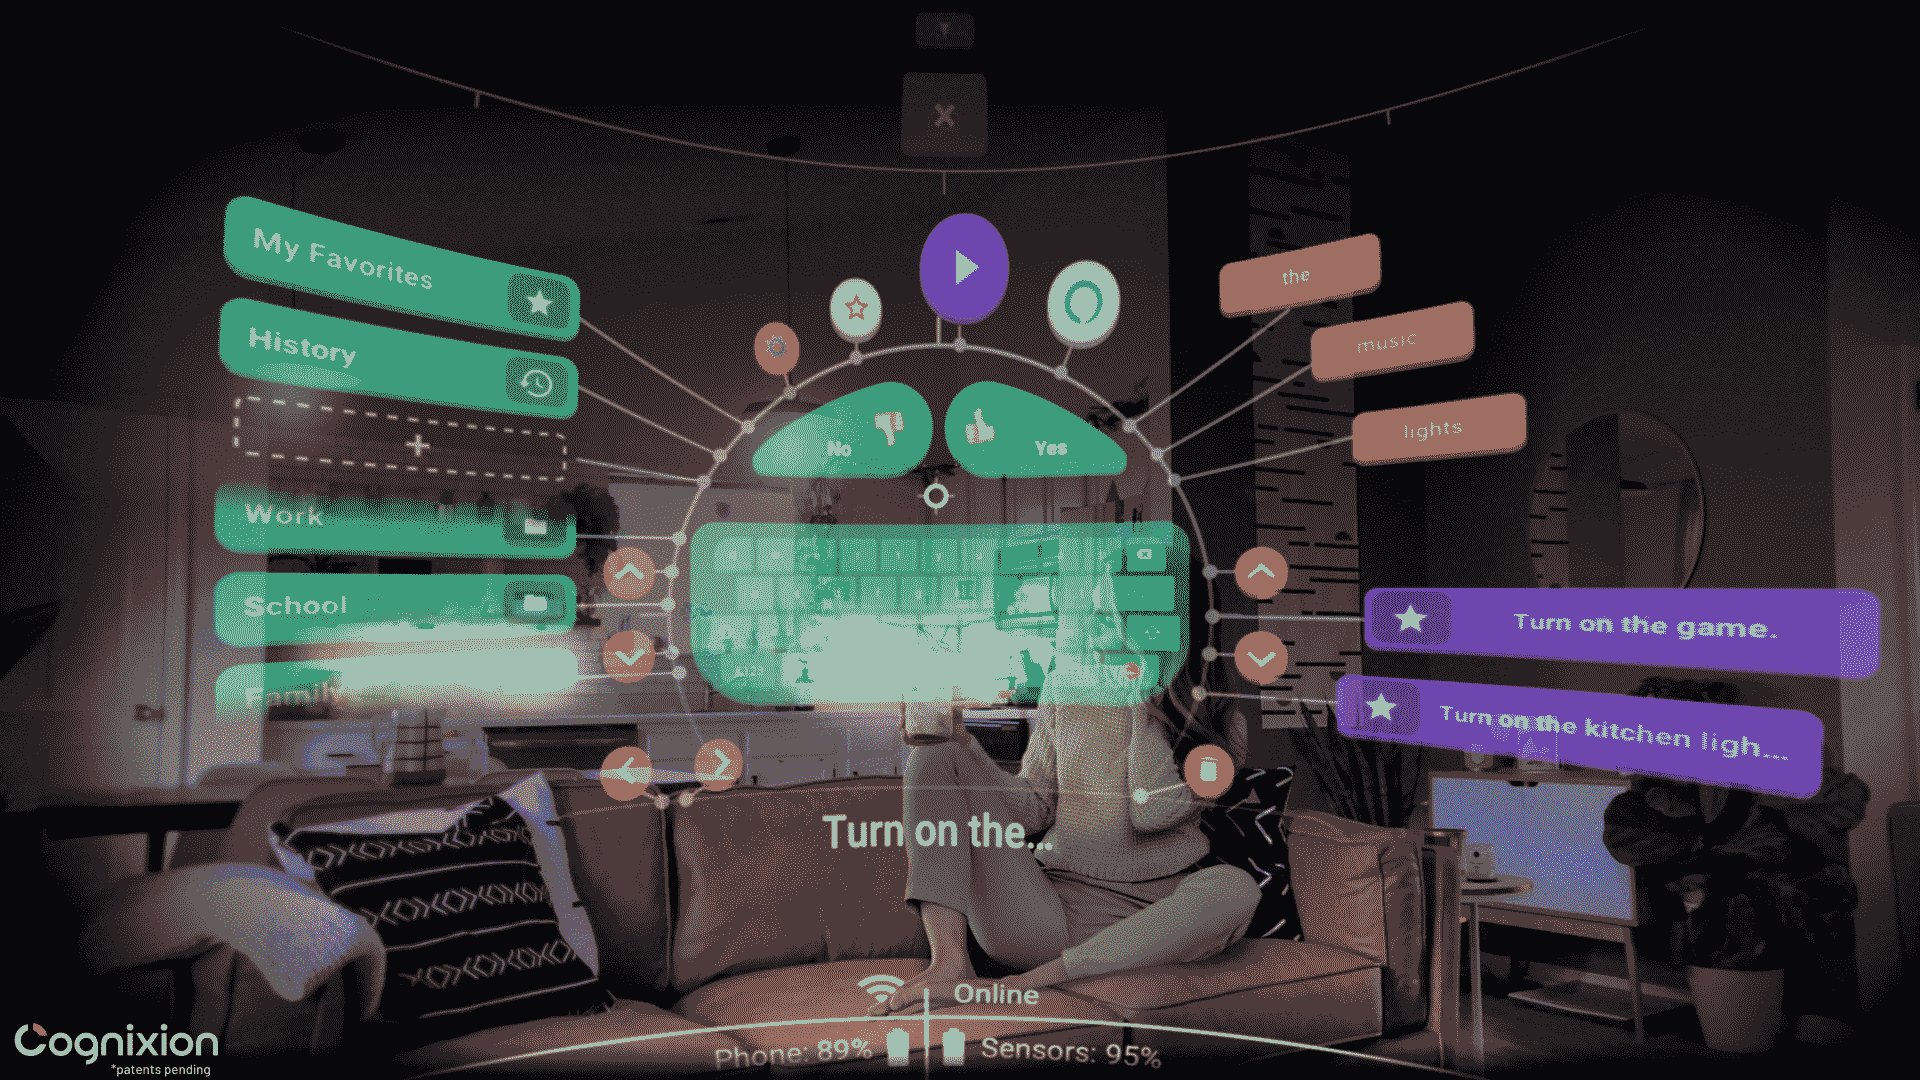 My Favorites
History
Work
School
No
Yes
the
music
lights
Turn on the game.
Turn on the kitchen ligh...
Turn on the...
Online
Phone: 89%
Sensors: 95%
Cognixion
*patents pending